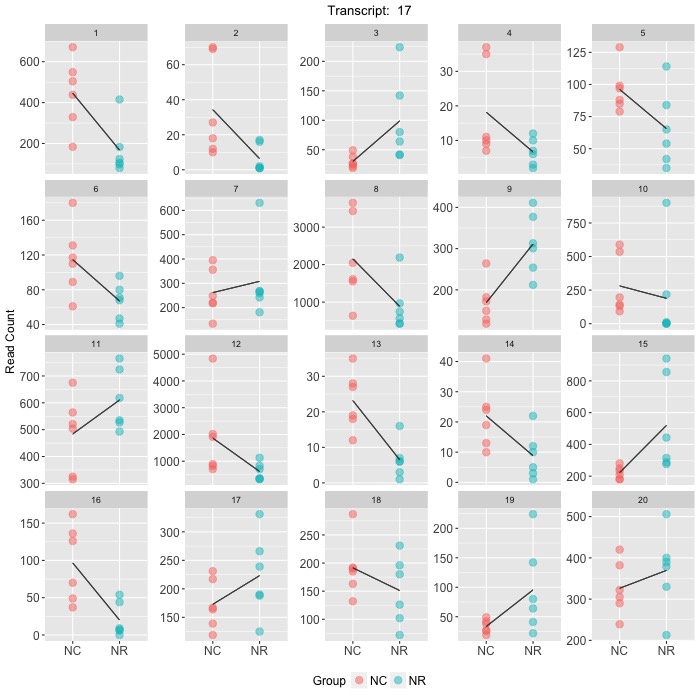 Transcript: 17
1 2 3 4 5
600 400 200
60 40 20 0
200 150 100 50
30 20 10
125 100 75 50
6 7 8 9 10
160 120 80 40
600 500 400 300 200
3000 2000 1000
400 300 200
750 500 250 0
Read Count
11 12 13 14 15
700 600 500 400 300
5000 4000 3000 2000 1000
30 20 10 0
40 30 20 10 0
800 600 400 200
16 17 18 19 20
150 100 50 0
300 250 200 150
250 200 150 100
200 150 100 50
500 400 300 200
NC NR NC NR NC NR NC NR NC NR
Group NC NR